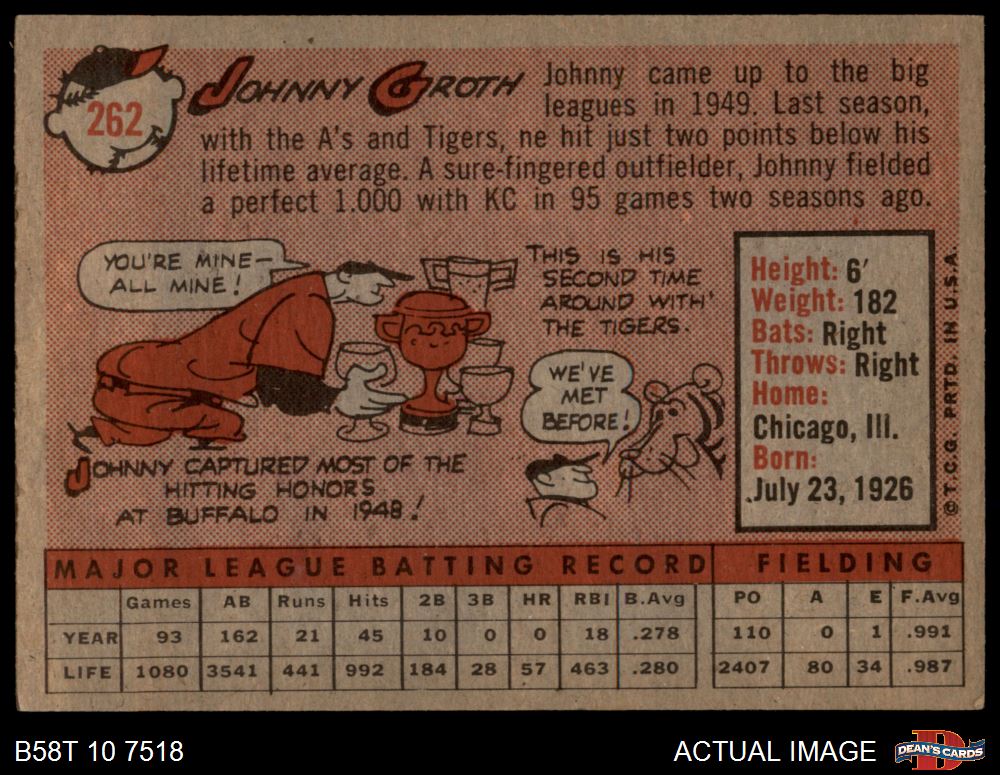 262
JOHNNY GROTH
Johnny came up to the big
leagues in 1949. Last season,
with the A's and Tigers, ne hit just two points below his
lifetime average. A sure-fingered outfielder, Johnny fielded
a perfect 1.000 with KC in 95 games two seasons ago.
YOU'RE MINE—
ALL MINE!
JOHNNY CAPTURED MOST OF THE
HITTING HONORS
AT BUFFALO IN 1948!
THIS IS HIS
SECOND TIME
AROUND WITH
THE TIGERS.
WE'VE
MET
BEFORE!
Height: 6'
Weight: 182
Bats: Right
Throws: Right
Home:
Chicago, Ill.
Born:
July 23, 1926
©T.C.G. PRTD. IN U.S.A.
MAJOR LEAGUE BATTING RECORD FIELDING
Games AB Runs Hits 2B 3B HR RBI B.Avg PO A E F.Avg
YEAR 93 162 21 45 10 0 0 18 .278 110 0 1 .991
LIFE 1080 3541 441 992 184 28 57 463 .280 2407 80 34 .987
B58T 10 7518
ACTUAL IMAGE
DEAN'S CARDS